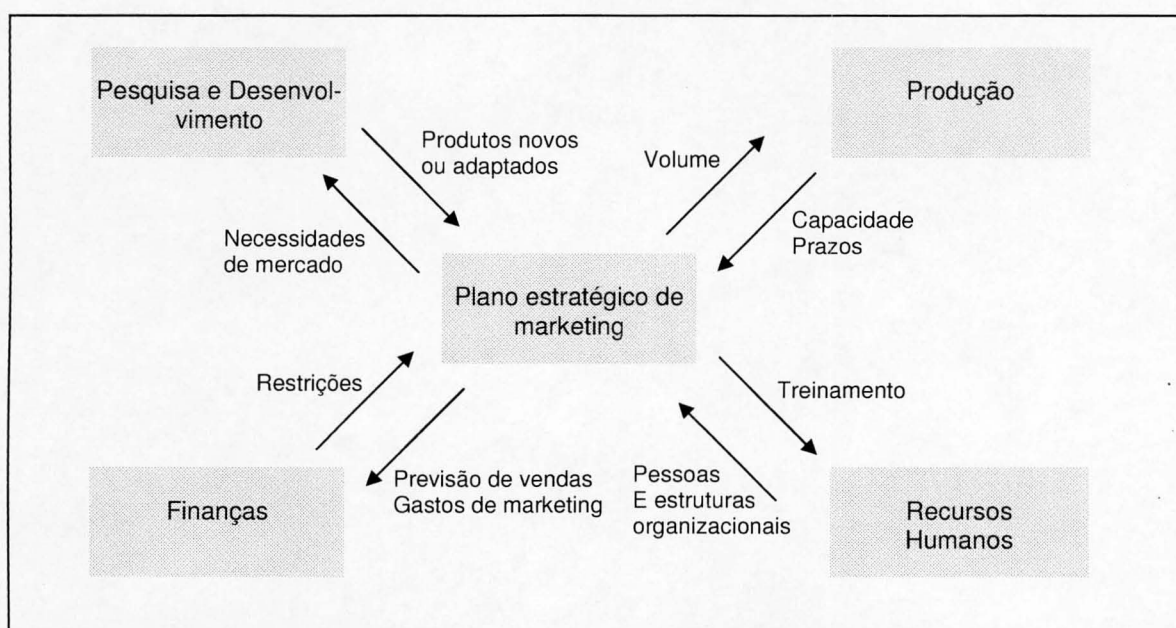 Pesquisa e Desenvol-
vimento
Produção
Produtos novos
ou adaptados
Volume
Necessidades
de mercado
Capacidade
Prazos
Plano estratégico de
marketing
Restrições
Treinamento
Previsão de vendas
Gastos de marketing
Pessoas
E estruturas
organizacionais
Finanças
Recursos
Humanos